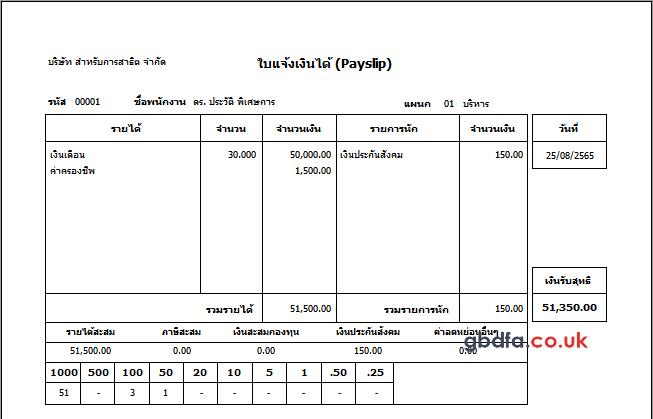 บริษัท สำหรับการสาธิต จำกัด
ใบแจ้งเงินได้ (Payslip)
รหัส 00001 ชื่อพนักงาน ดร. ประวัติ พิเศษการ แผนก 01 บริหาร
รายได้ จำนวน จำนวนเงิน รายการหัก จำนวนเงิน วันที่
เงินเดือน 30.000 50,000.00 เงินประกันสังคม 150.00 25/08/2565
ค่าครองชีพ 1,500.00
เงินรับสุทธิ
รวมรายได้ 51,500.00 รวมรายการหัก 150.00 51,350.00
รายได้สะสม ภาษีสะสม เงินสะสมกองทุน เงินประกันสังคม ค่าลดหย่อนอื่นๆ
51,500.00 0.00 0.00 150.00 0.00
gbdfa.co.uk
1000 500 100 50 20 10 5 1 .50 .25
51 - 3 1 - - - - - -